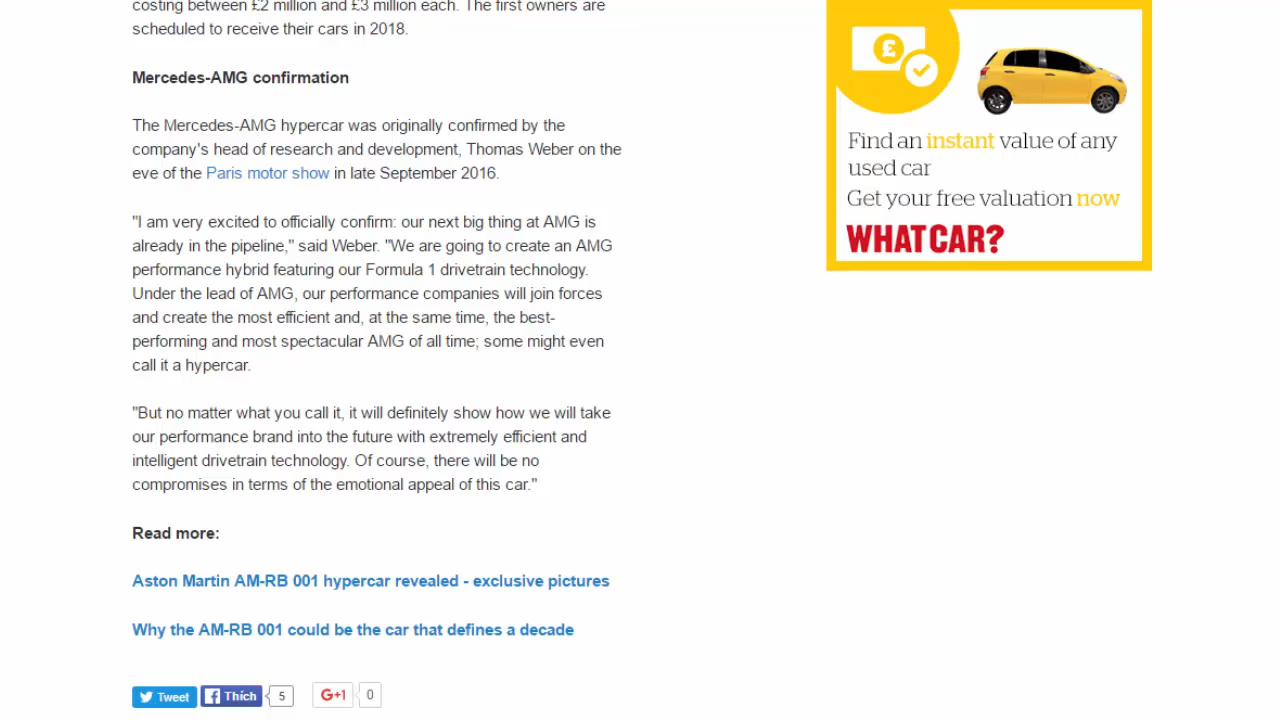 costing between £2 million and £3 million each. The first owners are
scheduled to receive their cars in 2018.
Mercedes-AMG confirmation
The Mercedes-AMG hypercar was originally confirmed by the
company's head of research and development, Thomas Weber on the
eve of the Paris motor show in late September 2016.
"I am very excited to officially confirm: our next big thing at AMG is
already in the pipeline," said Weber. "We are going to create an AMG
performance hybrid featuring our Formula 1 drivetrain technology.
Under the lead of AMG, our performance companies will join forces
and create the most efficient and, at the same time, the best-
performing and most spectacular AMG of all time; some might even
call it a hypercar.
"But no matter what you call it, it will definitely show how we will take
our performance brand into the future with extremely efficient and
intelligent drivetrain technology. Of course, there will be no
compromises in terms of the emotional appeal of this car."
Read more:
Aston Martin AM-RB 001 hypercar revealed - exclusive pictures
Why the AM-RB 001 could be the car that defines a decade
Tweet Thích 5 G+1 0
£
Find an instant value of any
used car
Get your free valuation now
WHAT CAR?